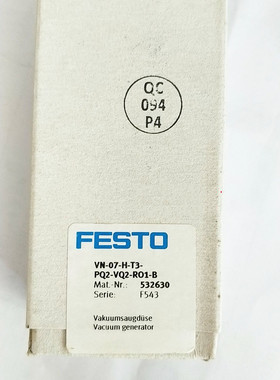 QC
094
P4
FESTO
VN-07-H-T3-
PQ2-VQ2-RO1-B
Mat.-Nr.: 532630
Serie: F543
Vakuumsaugdüse
Vacuum generator